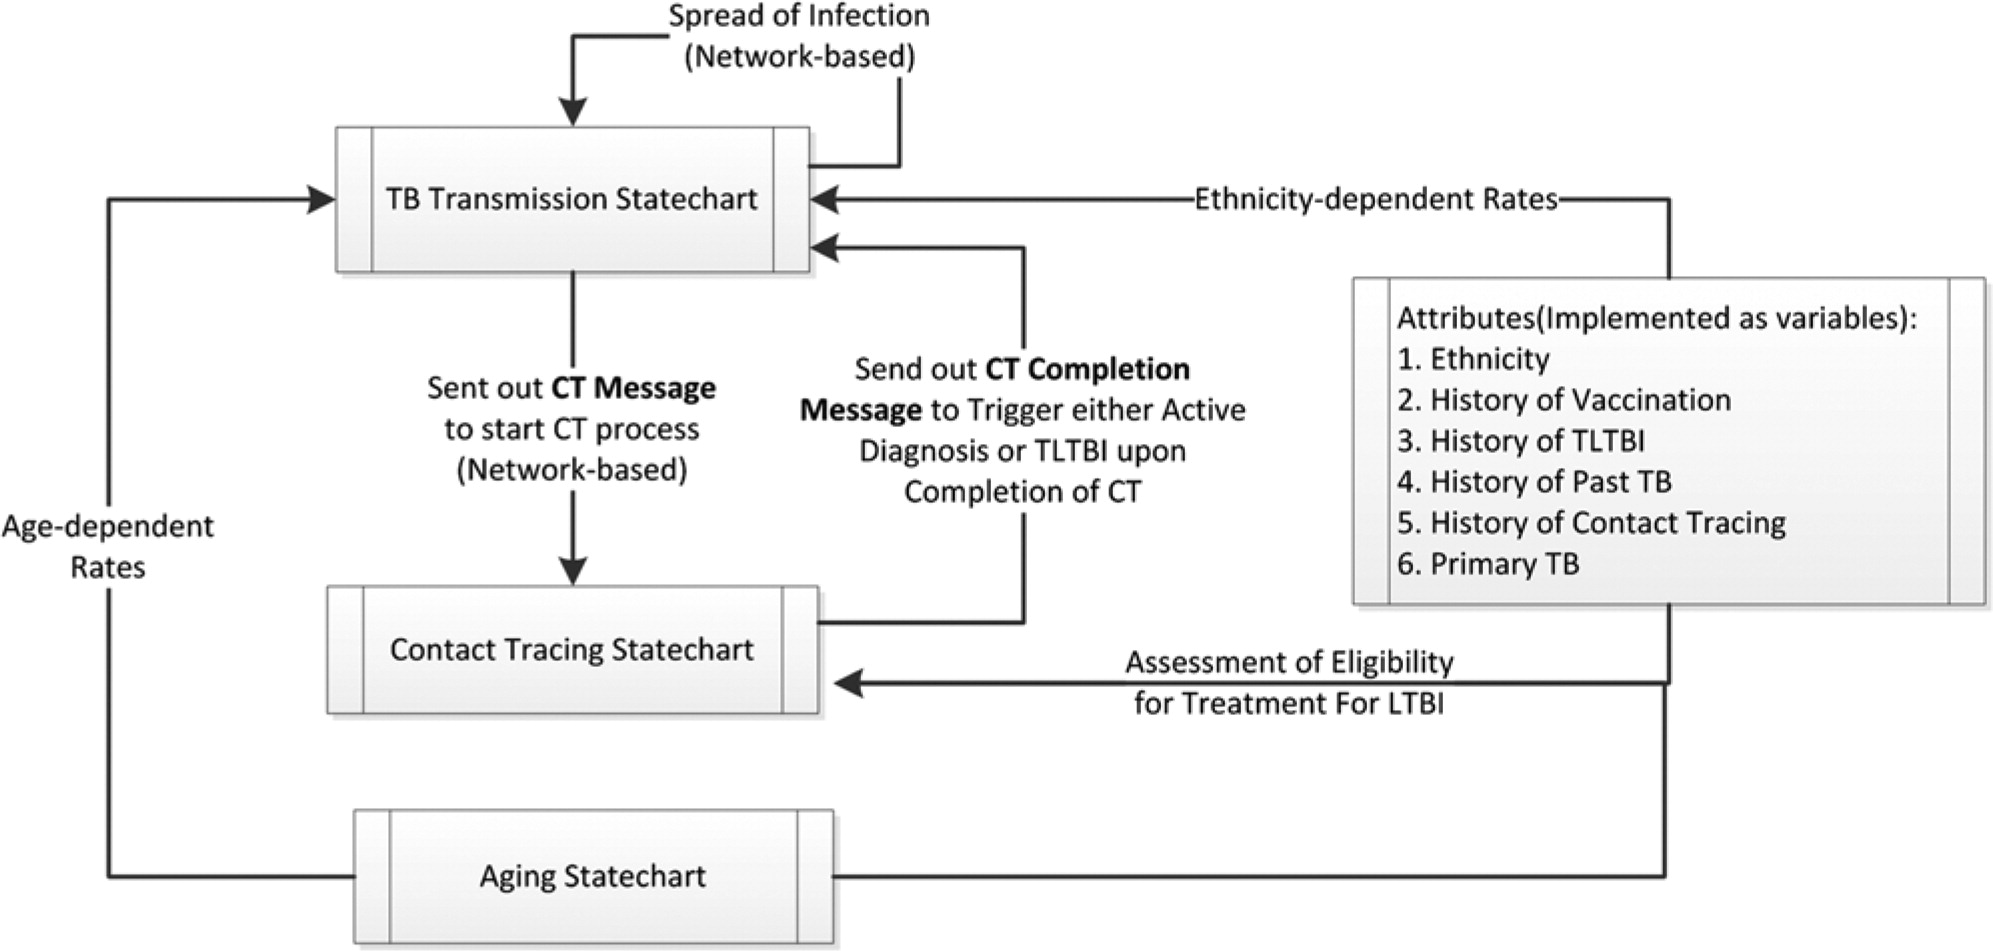 Spread of Infection
(Network-based)
TB Transmission Statechart
Ethnicity-dependent Rates
Attributes(Implemented as variables):
1. Ethnicity
2. History of Vaccination
3. History of TLTBI
4. History of Past TB
5. History of Contact Tracing
6. Primary TB
Sent out CT Message
to start CT process
(Network-based)
Send out CT Completion
Message to Trigger either Active
Diagnosis or TLTBI upon
Completion of CT
Age-dependent
Rates
Contact Tracing Statechart
Assessment of Eligibility
for Treatment For LTBI
Aging Statechart